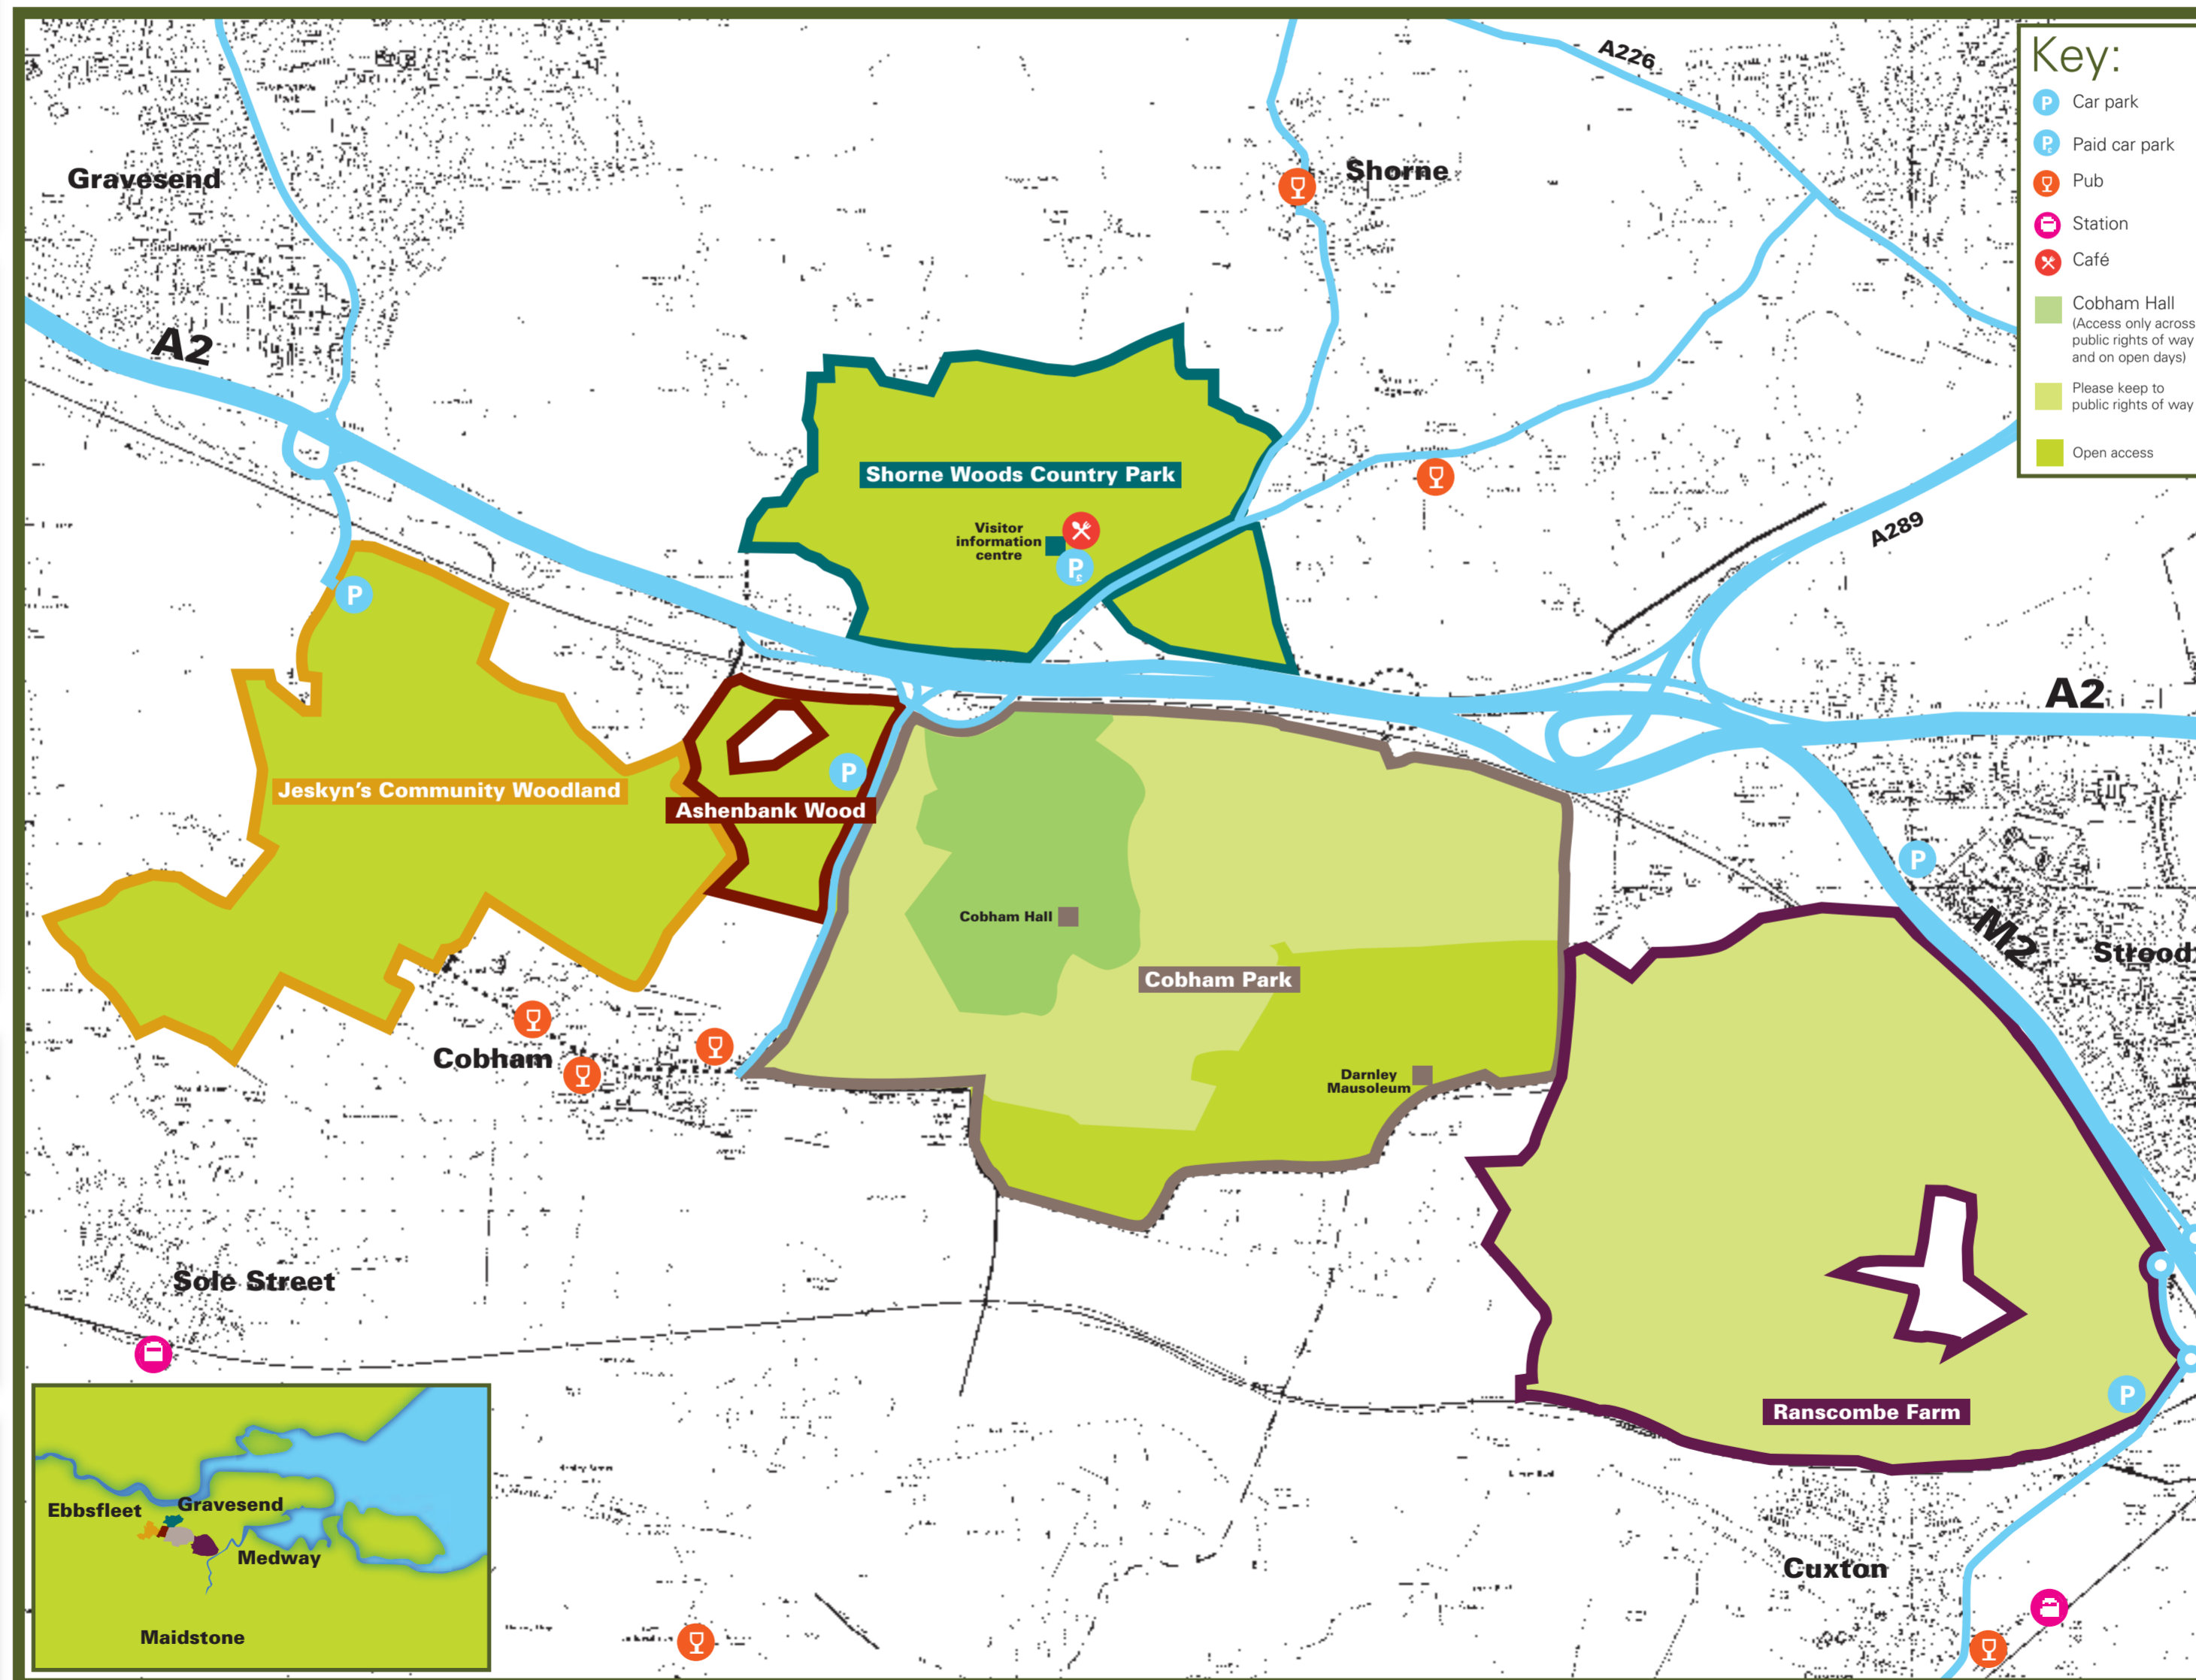 Key:
P Car park
P£ Paid car park
Pub
Station
Café
Cobham Hall
(Access only across
public rights of way
and on open days)
Please keep to
public rights of way
Open access
A226
Gravesend
Shorne
A2
Shorne Woods Country Park
Visitor
information
centre
P£
A289
P
A2
Jeskyn's Community Woodland
P
Ashenbank Wood
P
M2
Strood
Cobham Hall
Cobham Park
Cobham
Darnley
Mausoleum
Sole Street
P
Ranscombe Farm
Cuxton
Ebbsfleet
Gravesend
Medway
Maidstone